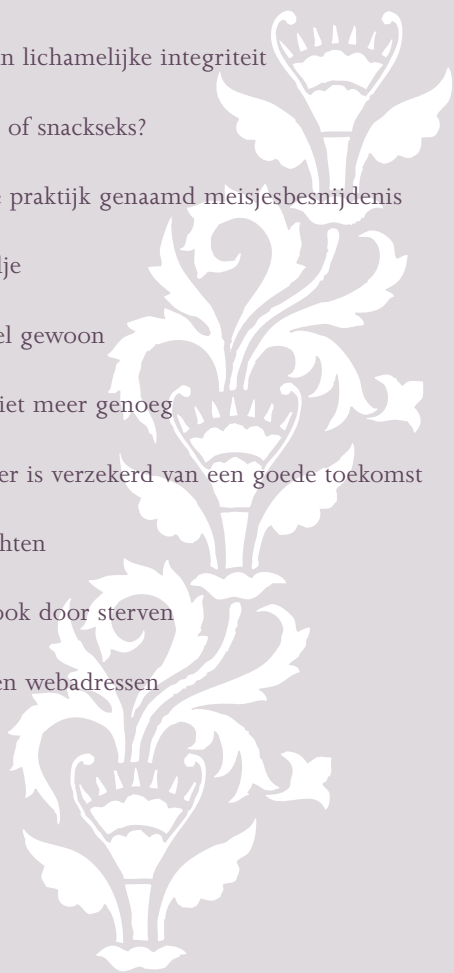 n lichamelijke integriteit
of snackseks?
praktijk genaamd meisjesbesnijdenis
lje
el gewoon
iet meer genoeg
er is verzekerd van een goede toekomst
hten
ook door sterven
en webadressen